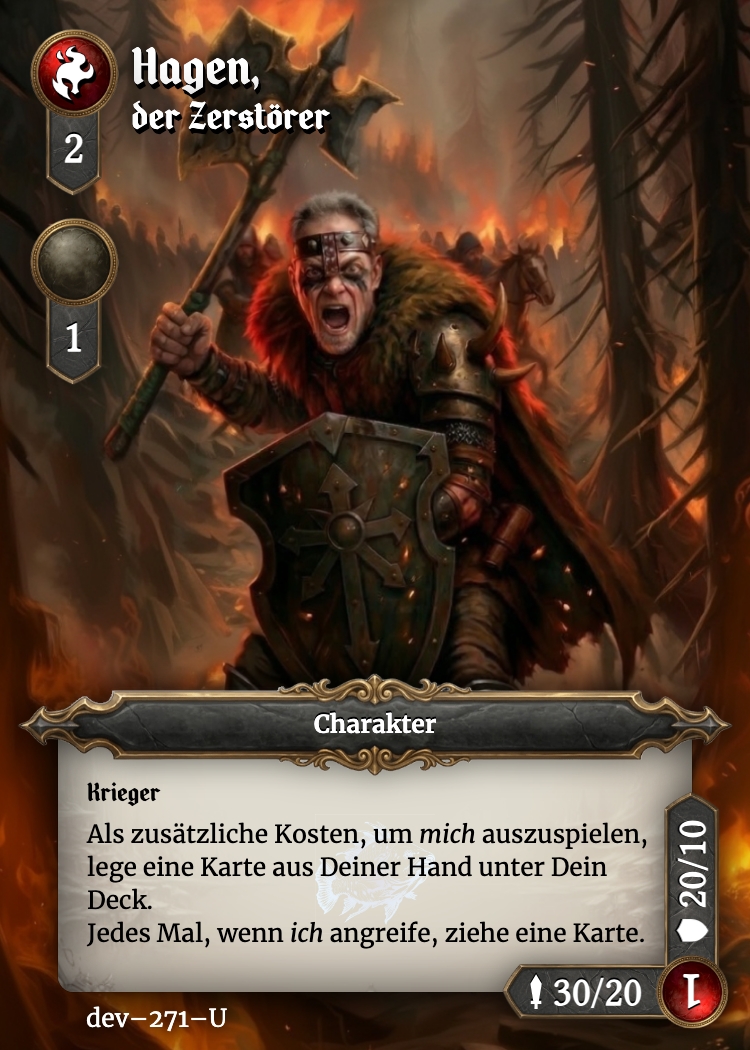 Hagen,
der Zerstörer
2
1
Charakter
Krieger
Als zusätzliche Kosten, um mich auszuspielen,
lege eine Karte aus Deiner Hand unter Dein
Deck.
Jedes Mal, wenn ich angreife, ziehe eine Karte.
20/10
30/20
1
dev–271–U